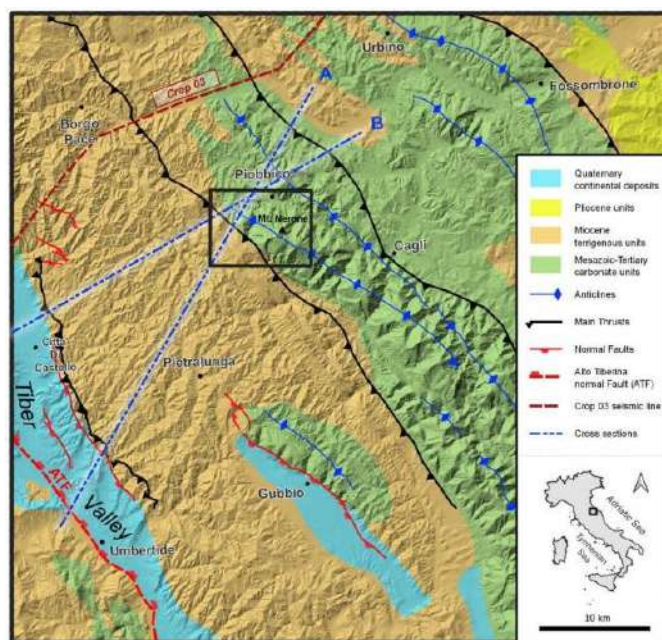 Urbino
A
Fossombrone
Crop 03
B
Borgo
Pace
Piobbico
Mt. Nerone
Cagli
Città
Di
Castello
Pietralunga
Tiber
Valley
ATF
Gubbio
Umbertide
Quaternary
continental deposits
Pliocene units
Miocene
terrigenous units
Mesozoic-Tertiary
carbonate units
Anticlines
Main Thrusts
Normal Faults
Alto Tiberina
normal Fault (ATF)
Crop 03 seismic line
Cross sections
Adriatic Sea
Tyrrhenian
Sea
10 km